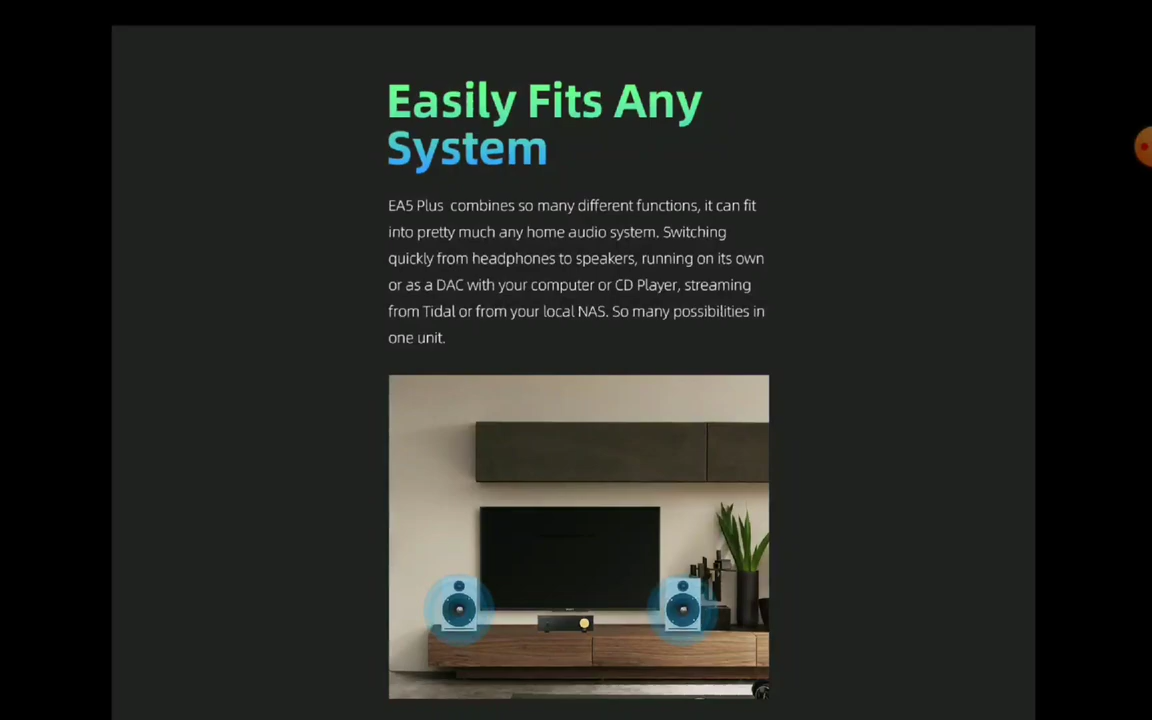 Easily Fits Any
System
EA5 Plus combines so many different functions, it can fit
into pretty much any home audio system. Switching
quickly from headphones to speakers, running on its own
or as a DAC with your computer or CD Player, streaming
from Tidal or from your local NAS. So many possibilities in
one unit.